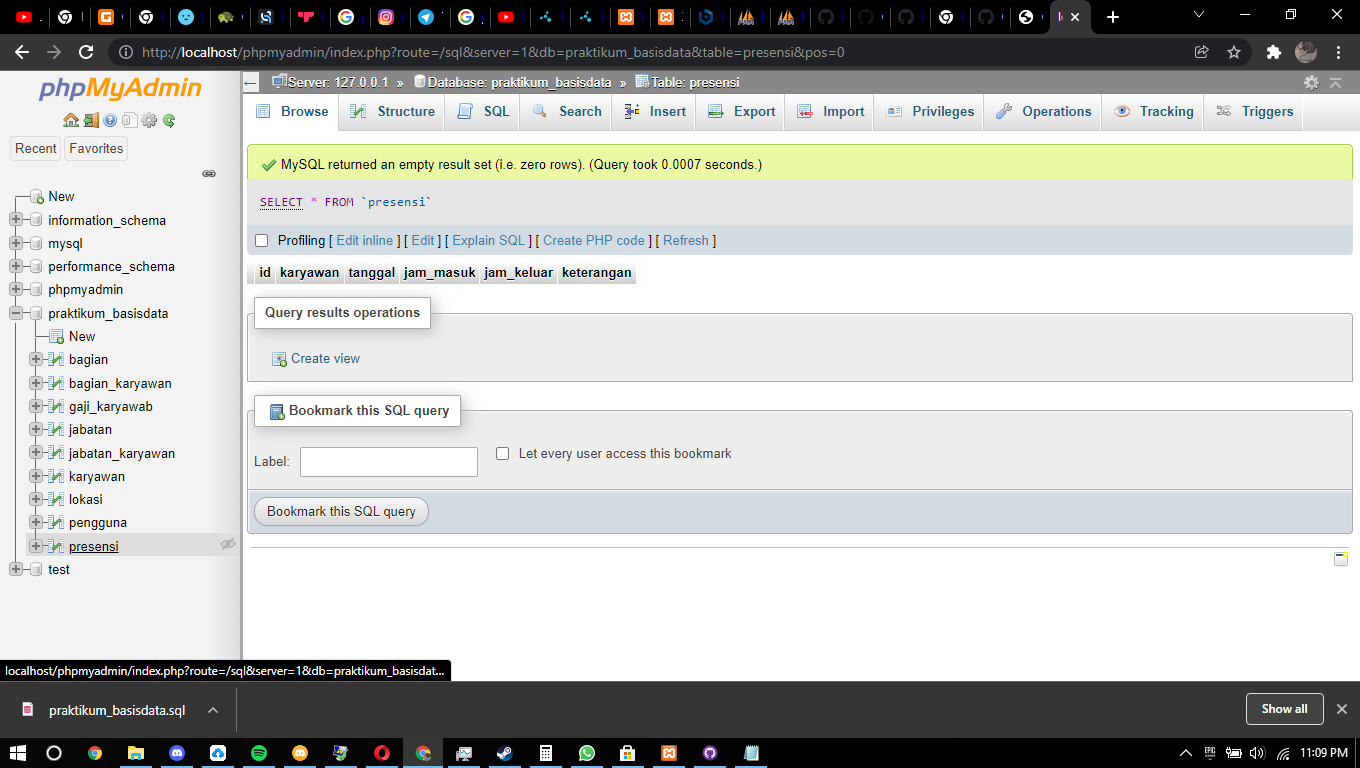 http://localhost/phpmyadmin/index.php?route=/sql&server=1&db=praktikum_basisdata&table=presensi&pos=0
phpMyAdmin
Recent
Favorites
New
information_schema
mysql
performance_schema
phpmyadmin
praktikum_basisdata
New
bagian
bagian_karyawan
gaji_karyawab
jabatan
jabatan_karyawan
karyawan
lokasi
pengguna
presensi
test
Server: 127.0.0.1 » Database: praktikum_basisdata » Table: presensi
Browse Structure SQL Search Insert Export Import Privileges Operations Tracking Triggers
MySQL returned an empty result set (i.e. zero rows). (Query took 0.0007 seconds.)
SELECT * FROM `presensi`
Profiling [ Edit inline ] [ Edit ] [ Explain SQL ] [ Create PHP code ] [ Refresh ]
id karyawan tanggal jam_masuk jam_keluar keterangan
Query results operations
Create view
Bookmark this SQL query
Label:
Let every user access this bookmark
Bookmark this SQL query
localhost/phpmyadmin/index.php?route=/sql&server=1&db=praktikum_basisdat...
praktikum_basisdata.sql
Show all
11:09 PM